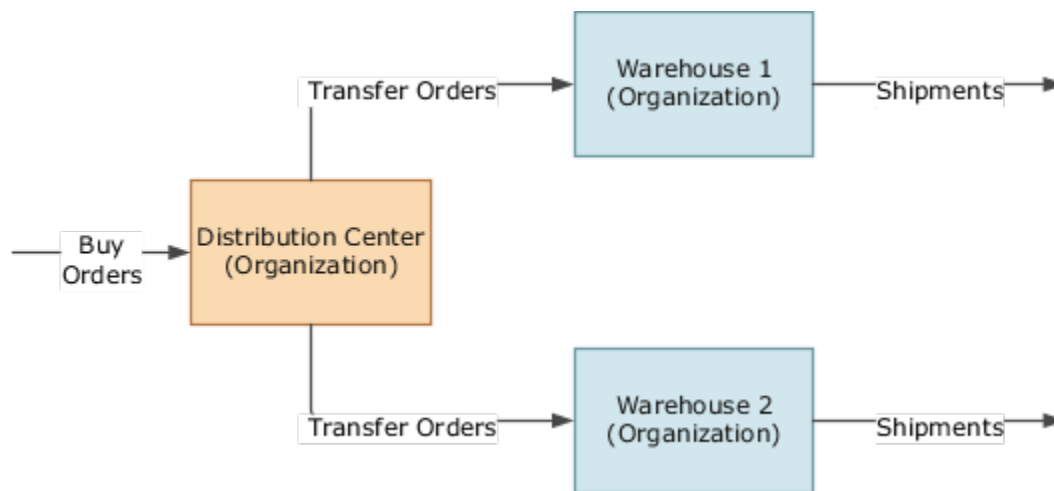 Transfer Orders
Warehouse 1
(Organization)
Shipments
Buy
Orders
Distribution Center
(Organization)
Transfer Orders
Warehouse 2
(Organization)
Shipments